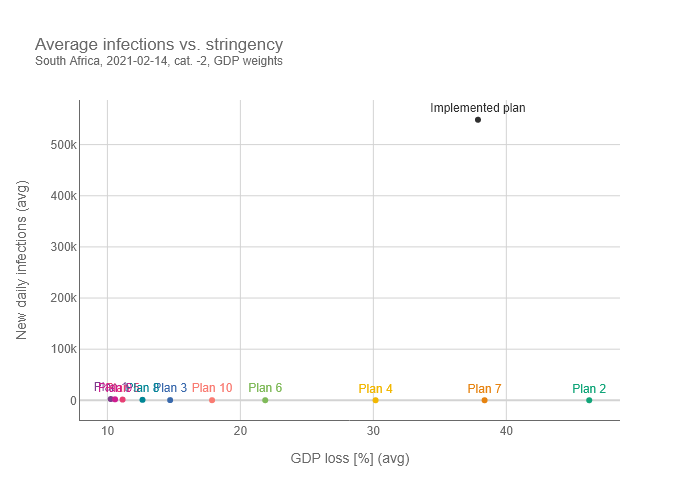 Average infections vs. stringency
South Africa, 2021-02-14, cat. -2, GDP weights
Implemented plan
500k
400k
300k
200k
100k
0
New daily infections (avg)
Plan 8
Plan 3
Plan 10
Plan 6
Plan 4
Plan 7
Plan 2
10
20
30
40
GDP loss [%] (avg)